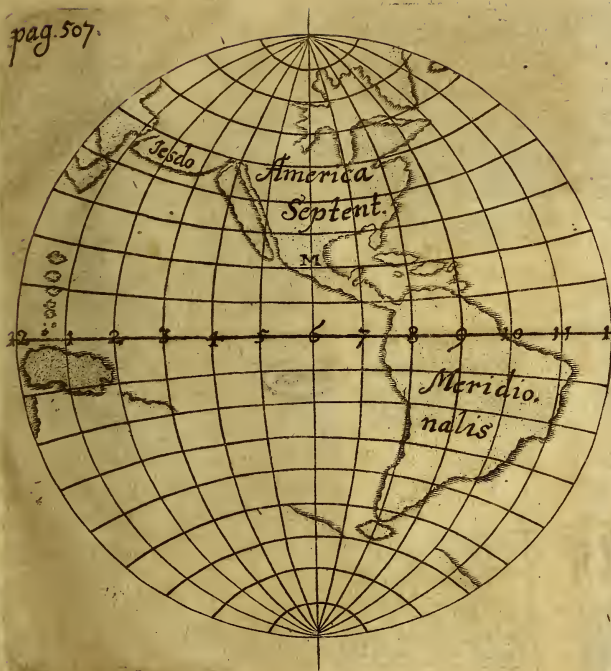 pag. 507.
Iesdo
America
Septent.
M
12 1 2 3 4 5 6 7 8 9 10 11 1
Meridio.
nalis